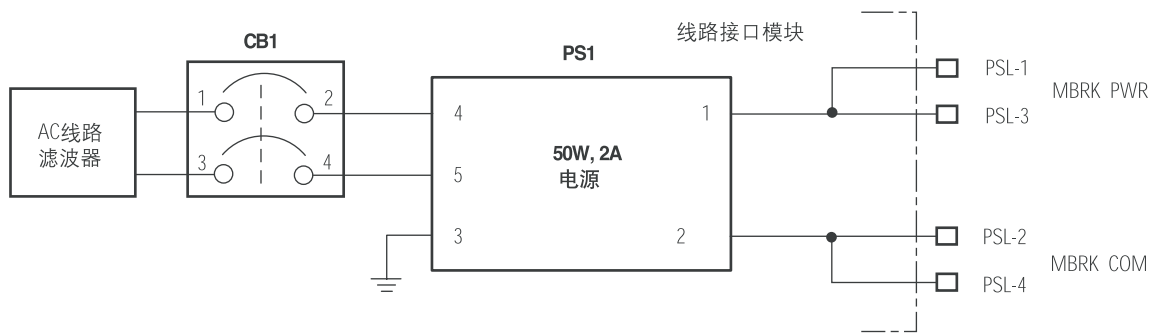 线路接口模块
CB1
PS1
AC线路
滤波器
1
2
3
4
4
5
3
50W, 2A
电源
1
2
PSL-1
PSL-3
MBRK PWR
PSL-2
PSL-4
MBRK COM